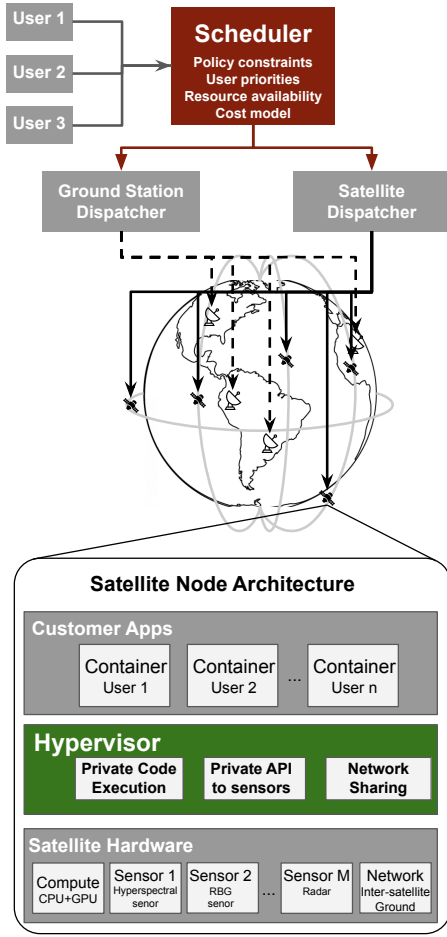 User 1
User 2
User 3
Scheduler
Policy constraints
User priorities
Resource availability
Cost model
Ground Station
Dispatcher
Satellite
Dispatcher
Satellite Node Architecture
Customer Apps
Container
User 1
Container
User 2
...
Container
User n
Hypervisor
Private Code
Execution
Private API
to sensors
Network
Sharing
Satellite Hardware
Compute
CPU+GPU
Sensor 1
Hyperspectral
senor
Sensor 2
RBG
senor
...
Sensor M
Radar
Network
Inter-satellite
Ground